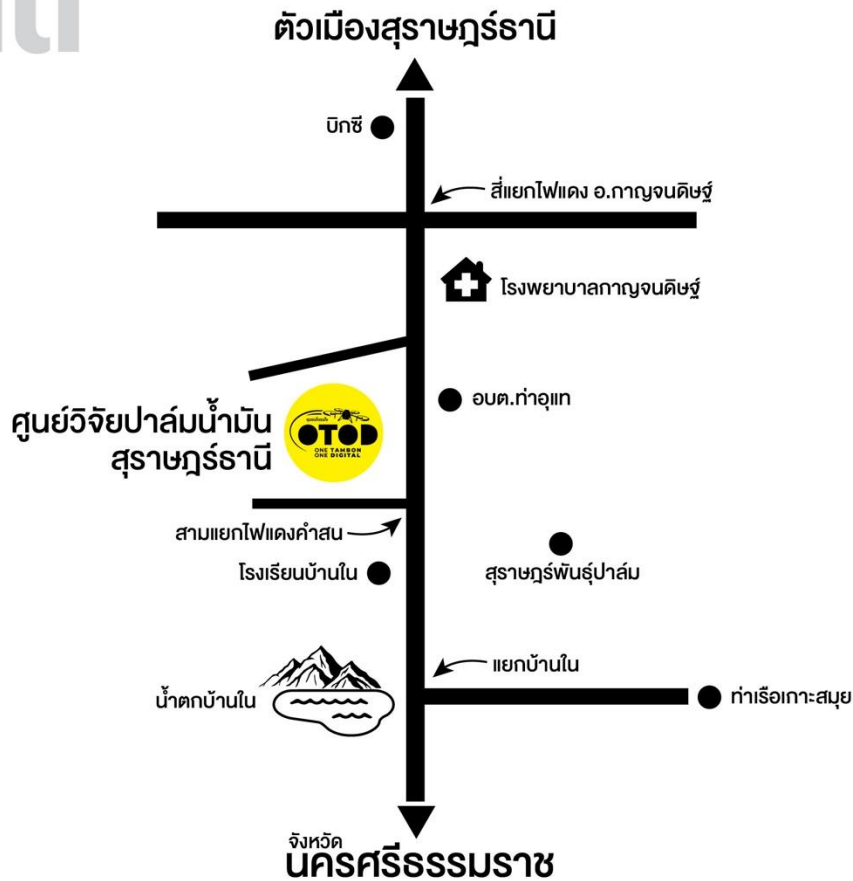 ตัวเมืองสุราษฎร์ธานี
บิ๊กซี
สี่แยกไฟแดง อ.กาญจนดิษฐ์
โรงพยาบาลกาญจนดิษฐ์
อบต.ท่าอุแท
ศูนย์วิจัยปาล์มน้ำมัน
สุราษฎร์ธานี
OTOD
ONE TAMBON
ONE DIGITAL
สามแยกไฟแดงคำสน
โรงเรียนบ้านใน
สุราษฎร์พันธุ์ปาล์ม
แยกบ้านใน
น้ำตกบ้านใน
ท่าเรือเกาะสมุย
จังหวัด
นครศรีธรรมราช